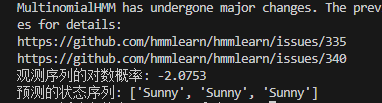 MultinomialHMM has undergone major changes. The prev
es for details:
https://github.com/hmmlearn/hmmlearn/issues/335
https://github.com/hmmlearn/hmmlearn/issues/340
观测序列的对数概率: -2.0753
预测的状态序列: ['Sunny', 'Sunny', 'Sunny']